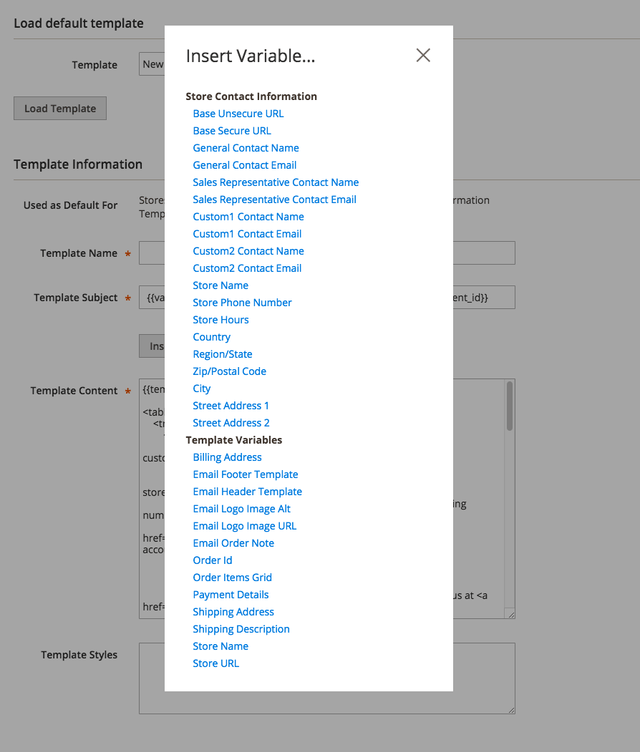 Load default template
Template New
Load Template
Template Information
Used as Default For Stores rmation
Temp
Template Name *
Template Subject * {{va ent_id}}
Ins
Template Content * {{tem
<tab
<t
custo
store ing
num
href=
acco
us at <a
href=
Template Styles
Insert Variable...
Store Contact Information
Base Unsecure URL
Base Secure URL
General Contact Name
General Contact Email
Sales Representative Contact Name
Sales Representative Contact Email
Custom1 Contact Name
Custom1 Contact Email
Custom2 Contact Name
Custom2 Contact Email
Store Name
Store Phone Number
Store Hours
Country
Region/State
Zip/Postal Code
City
Street Address 1
Street Address 2
Template Variables
Billing Address
Email Footer Template
Email Header Template
Email Logo Image Alt
Email Logo Image URL
Email Order Note
Order Id
Order Items Grid
Payment Details
Shipping Address
Shipping Description
Store Name
Store URL